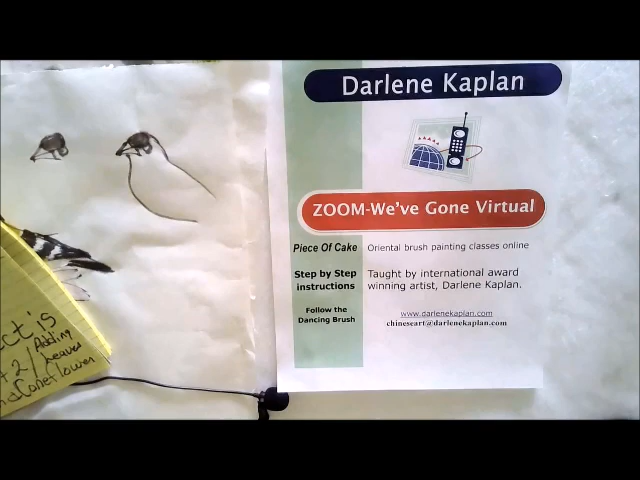 Darlene Kaplan
ZOOM-We've Gone Virtual
Piece Of Cake Oriental brush painting classes online
Step by Step Taught by international award
instructions winning artist, Darlene Kaplan.
Follow the
Dancing Brush
www.darlenekaplan.com
chineseart@darlenekaplan.com
ct is
2/Adding
Leaves
Coneflower